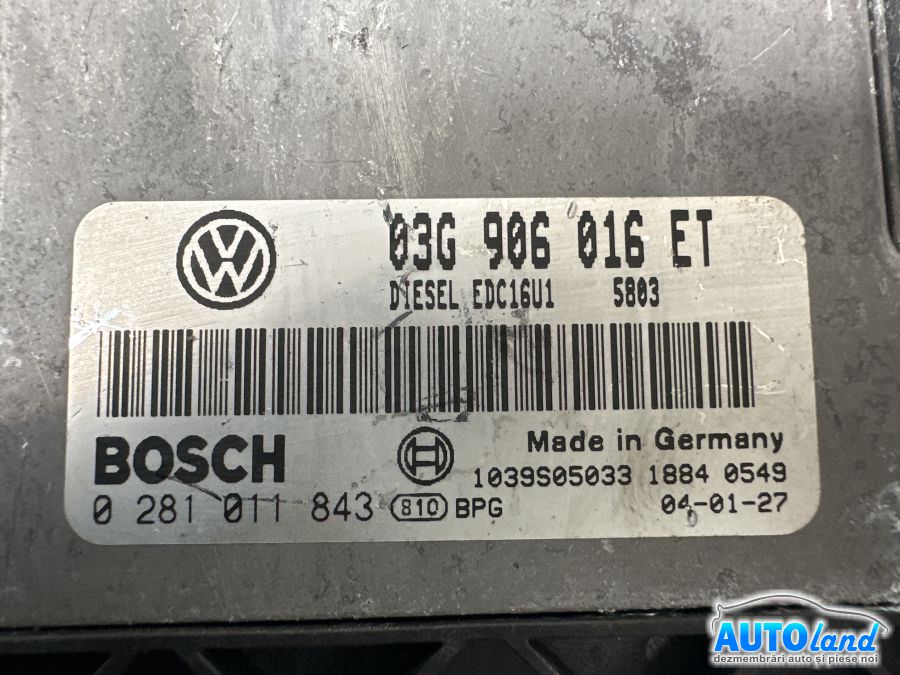 03G 906 016 ET
DIESEL EDC16U1 5803
BOSCH
Made in Germany
1039S05033 1884 0549
0 281 011 843 810 BPG 04-01-27
AUTOland
dezmembrări auto și piese noi